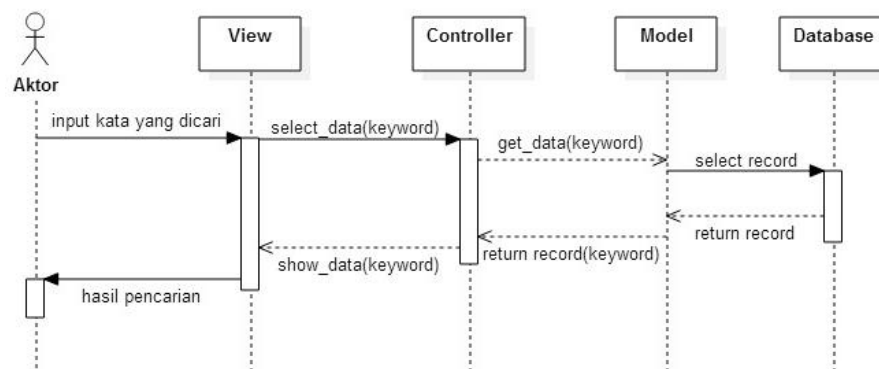 View
Controller
Model
Database
Aktor
input kata yang dicari
select_data(keyword)
get_data(keyword)
select record
return record
return record(keyword)
show_data(keyword)
hasil pencarian